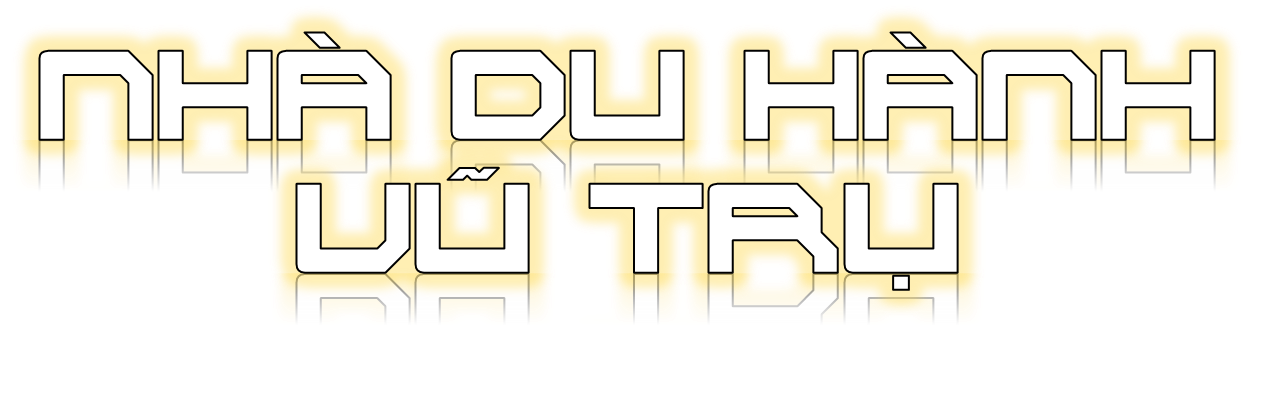 NHÀ DU HÀNH
VŨ TRỤ